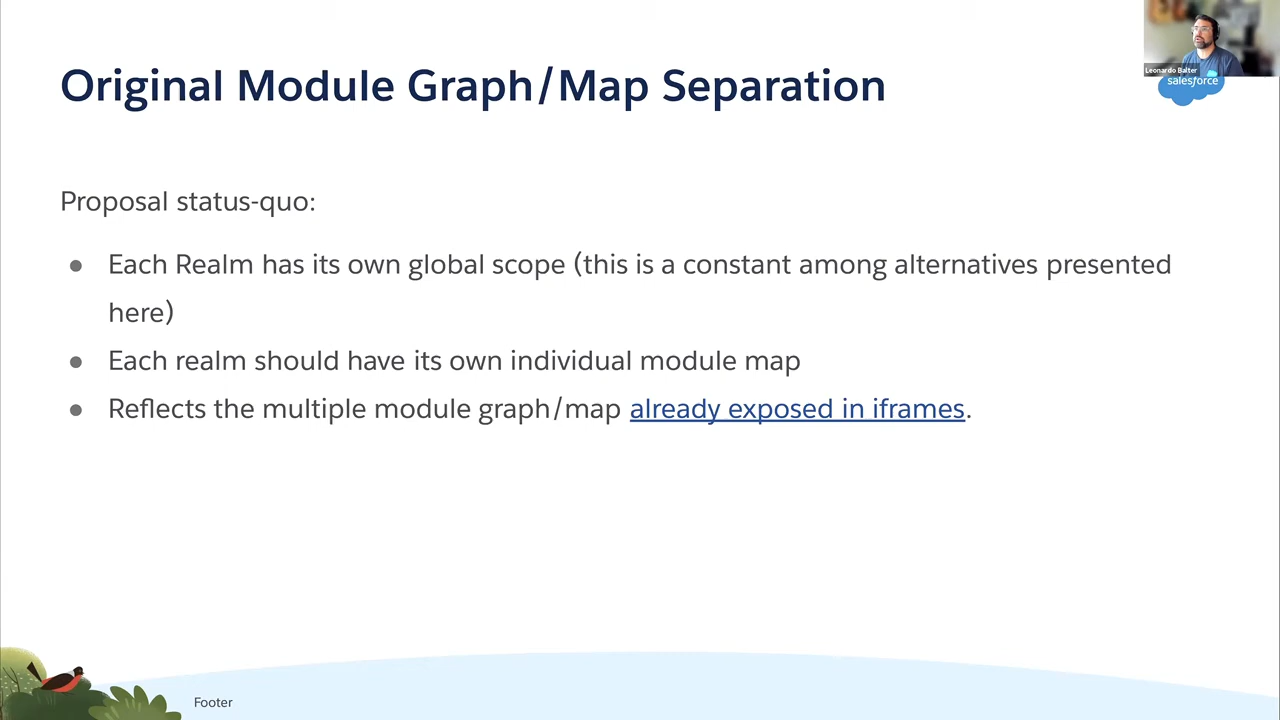 Original Module Graph/Map Separation
Leonardo Balter
salesforce
Proposal status-quo:
● Each Realm has its own global scope (this is a constant among alternatives presented
here)
● Each realm should have its own individual module map
● Reflects the multiple module graph/map already exposed in iframes.
Footer